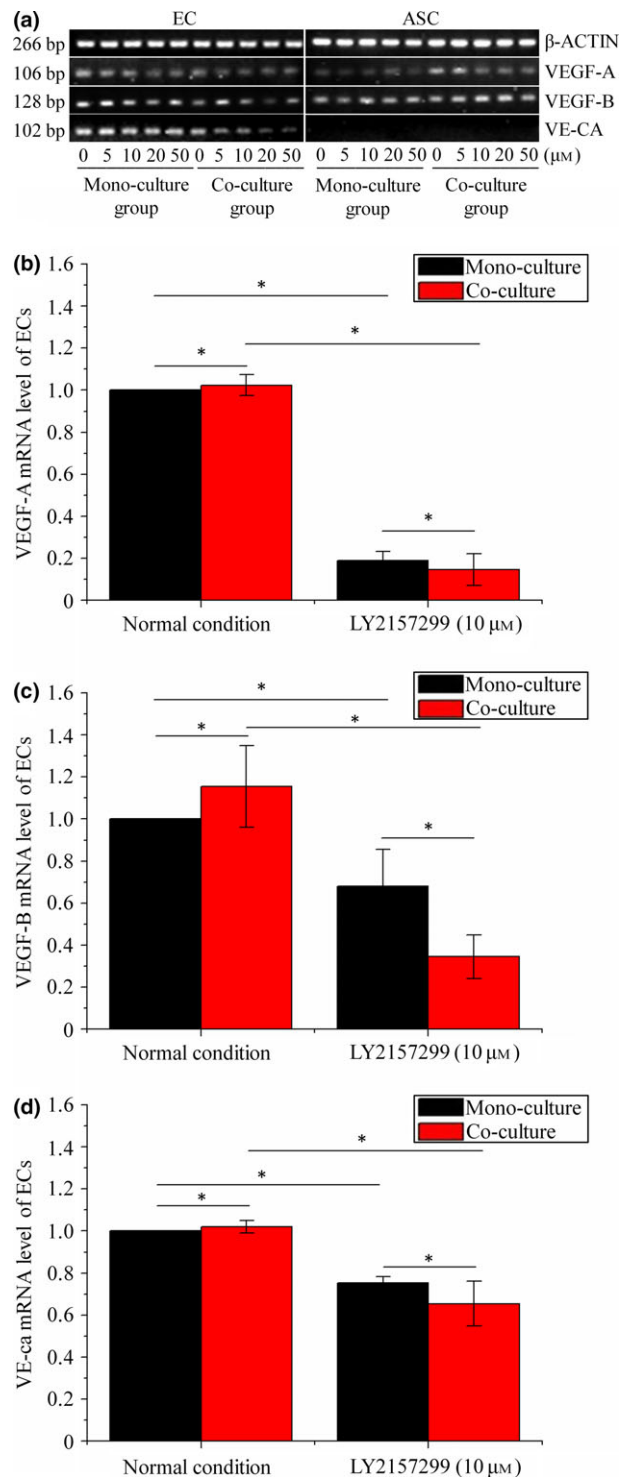 (a) EC ASC
266 bp β-ACTIN
106 bp VEGF-A
128 bp VEGF-B
102 bp VE-CA
0 5 10 20 50 0 5 10 20 50 0 5 10 20 50 0 5 10 20 50 (μM)
Mono-culture group Co-culture group Mono-culture group Co-culture group
(b)
VEGF-A mRNA level of ECs
1.6
1.4
1.2
1.0
0.8
0.6
0.4
0.2
0
Mono-culture
Co-culture
*
*
*
*
Normal condition LY2157299 (10 μM)
(c)
VEGF-B mRNA level of ECs
1.6
1.4
1.2
1.0
0.8
0.6
0.4
0.2
0
Mono-culture
Co-culture
*
*
*
*
Normal condition LY2157299 (10 μM)
(d)
VE-ca mRNA level of ECs
1.6
1.4
1.2
1.0
0.8
0.6
0.4
0.2
0
Mono-culture
Co-culture
*
*
*
*
Normal condition LY2157299 (10 μM)